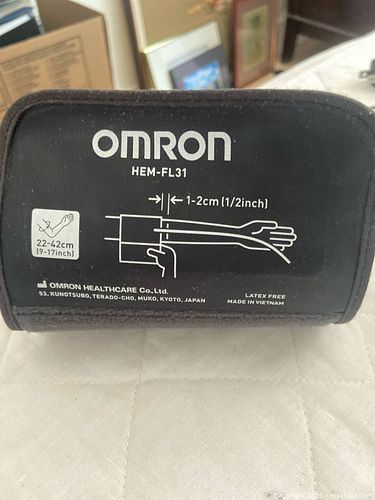 OMRON
HEM-FL31
1-2cm (1/2inch)
22-42cm
(9-17inch)
OMRON HEALTHCARE Co., Ltd.
53, KUNOTSUBO, TERADO-CHO, MUKO, KYOTO, JAPAN
LATEX FREE
MADE IN VIETNAM